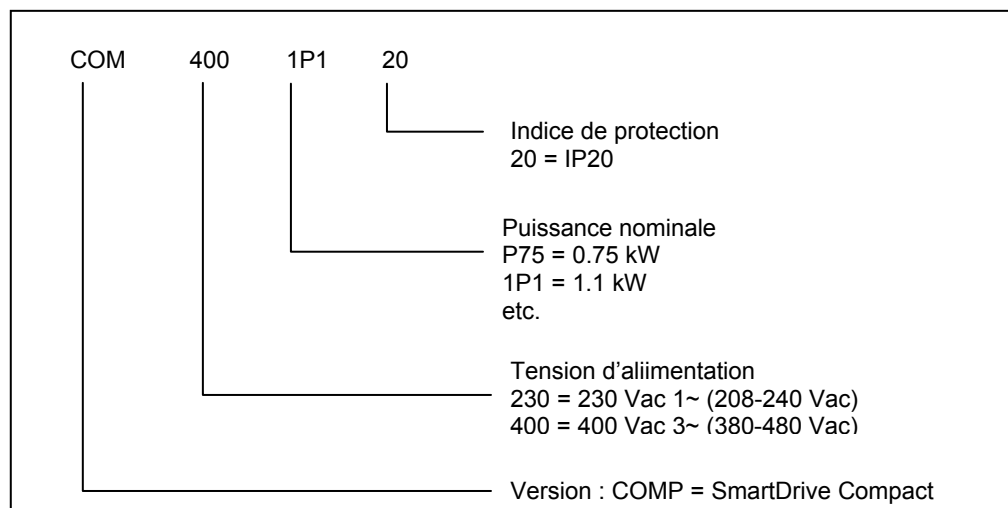 COM 400 1P1 20
Indice de protection
20 = IP20
Puissance nominale
P75 = 0.75 kW
1P1 = 1.1 kW
etc.
Tension d’aliimentation
230 = 230 Vac 1~ (208-240 Vac)
400 = 400 Vac 3~ (380-480 Vac)
Version : COMP = SmartDrive Compact